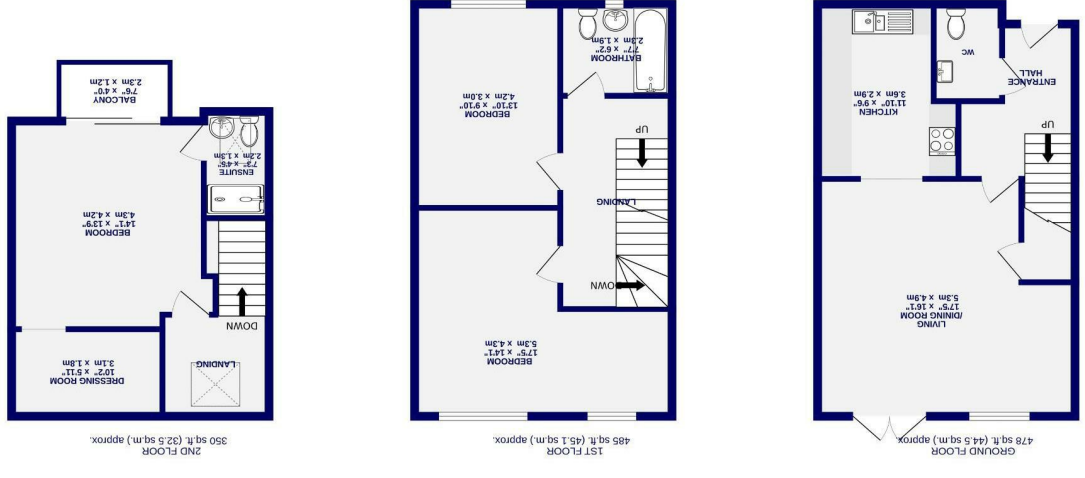 GROUND FLOOR
478 sq.ft. (44.5 sq.m.) approx.
LIVING
/DINING ROOM
17'5" x 16'1"
5.3m x 4.9m
UP
KITCHEN
11'10" x 9'6"
3.6m x 2.9m
ENTRANCE
HALL
WC
1ST FLOOR
485 sq.ft. (45.1 sq.m.) approx.
BEDROOM
17'5" x 14'1"
5.3m x 4.3m
DOWN
LANDING
UP
BEDROOM
13'10" x 9'10"
4.2m x 3.0m
BATHROOM
7'7" x 6'2"
2.3m x 1.9m
2ND FLOOR
350 sq.ft. (32.5 sq.m.) approx.
LANDING
DRESSING ROOM
10'2" x 5'11"
3.1m x 1.8m
DOWN
BEDROOM
14'1" x 13'9"
4.3m x 4.2m
ENSUITE
7'3" x 4'5"
2.2m x 1.3m
BALCONY
7'6" x 4'0"
2.3m x 1.2m